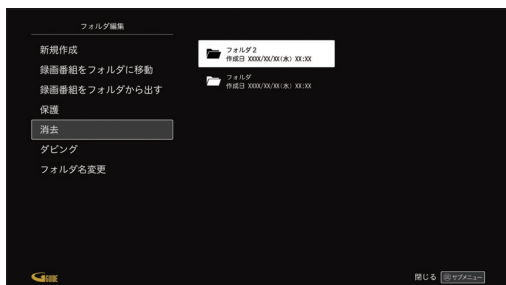 フォルダ編集
新規作成
録画番組をフォルダに移動
録画番組をフォルダから出す
保護
消去
ダビング
フォルダ名変更
フォルダ2
作成日 XXXX/XX/XX(水) XX:XX
フォルダ
作成日 XXXX/XX/XX(水) XX:XX
G GUIDE
閉じる サブメニュー